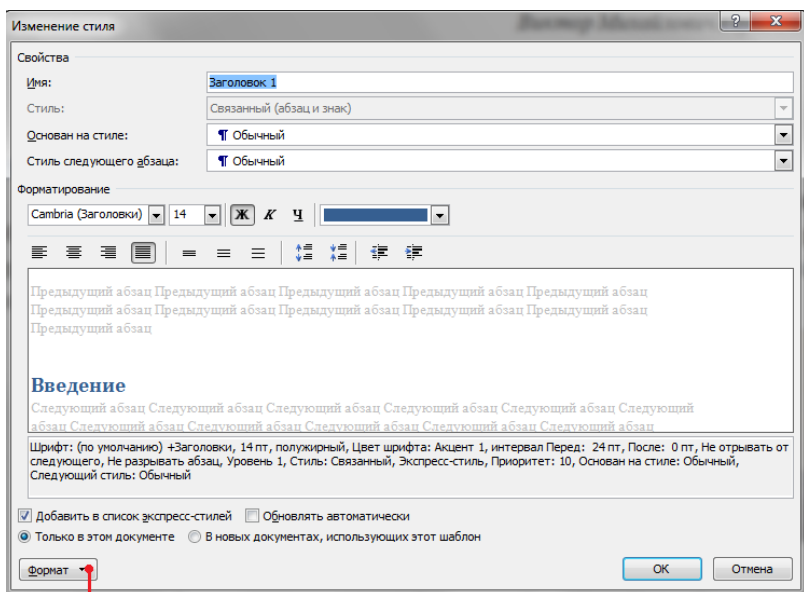 Изменение стиля
Свойства
Имя: Заголовок 1
Стиль: Связанный (абзац и знак)
Основан на стиле: ¶ Обычный
Стиль следующего абзаца: ¶ Обычный
Форматирование
Cambria (Заголовки) 14 Ж К Ч
Предыдущий абзац Предыдущий абзац Предыдущий абзац Предыдущий абзац Предыдущий абзац
Предыдущий абзац Предыдущий абзац Предыдущий абзац Предыдущий абзац Предыдущий абзац
Предыдущий абзац
Введение
Следующий абзац Следующий абзац Следующий абзац Следующий абзац Следующий абзац Следующий
абзац Следующий абзац Следующий абзац Следующий абзац Следующий абзац Следующий абзац
Шрифт: (по умолчанию) +Заголовки, 14 пт, полужирный, Цвет шрифта: Акцент 1, интервал Перед: 24 пт, После: 0 пт, Не отрывать от
следующего, Не разрывать абзац, Уровень 1, Стиль: Связанный, Экспресс-стиль, Приоритет: 10, Основан на стиле: Обычный,
Следующий стиль: Обычный
Добавить в список экспресс-стилей Обновлять автоматически
Только в этом документе В новых документах, использующих этот шаблон
Формат OK Отмена